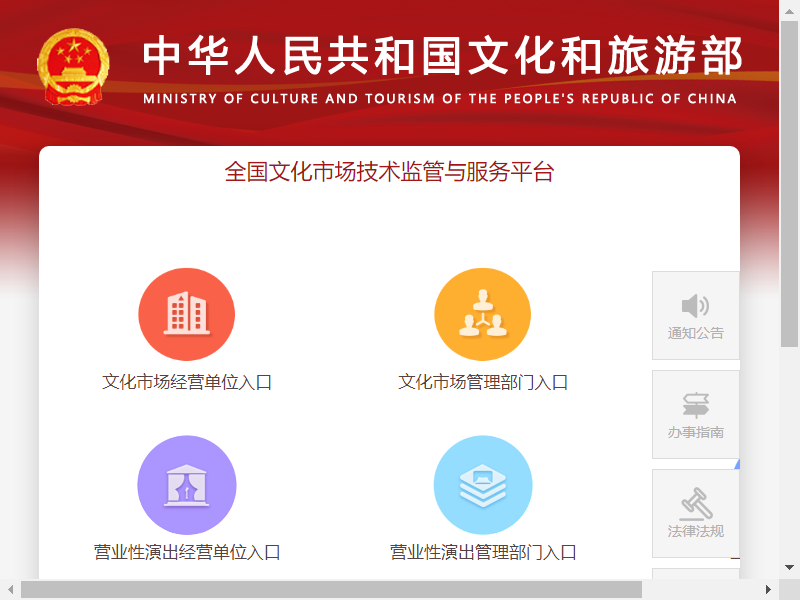 中华人民共和国文化和旅游部
MINISTRY OF CULTURE AND TOURISM OF THE PEOPLE'S REPUBLIC OF CHINA
全国文化市场技术监管与服务平台
文化市场经营单位入口
文化市场管理部门入口
通知公告
办事指南
法律法规
营业性演出经营单位入口
营业性演出管理部门入口